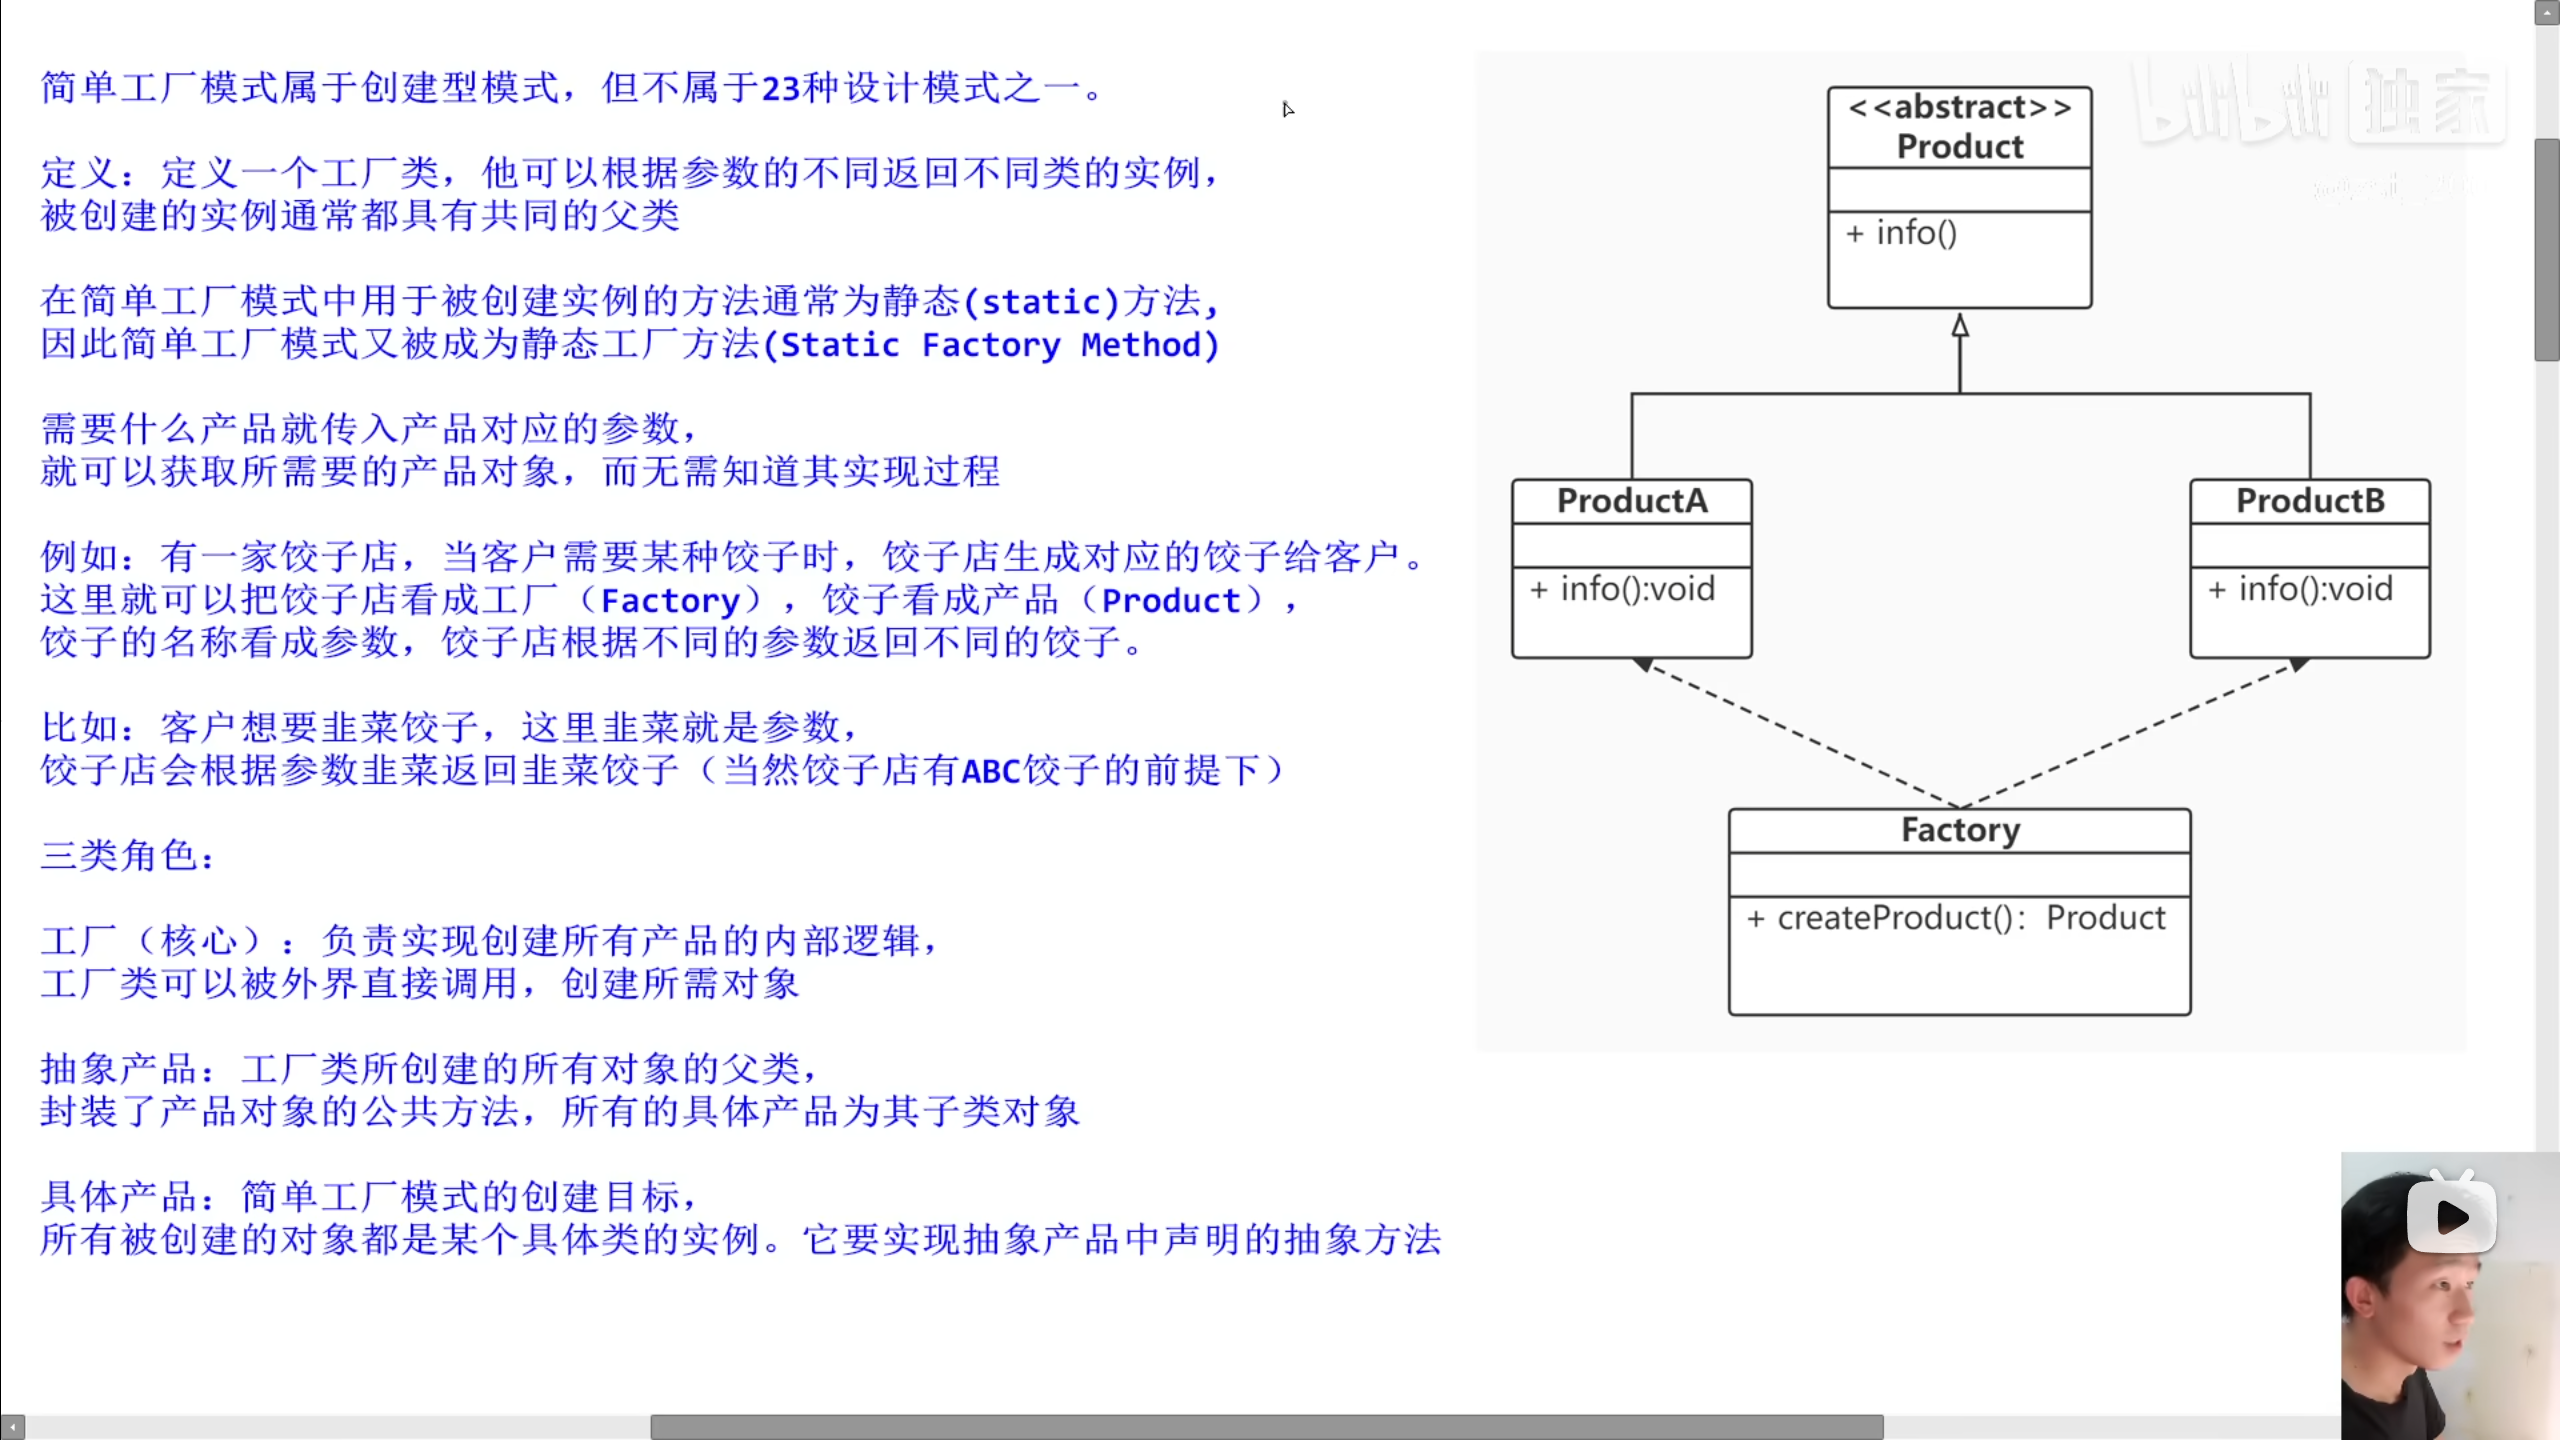 简单工厂模式属于创建型模式，但不属于23种设计模式之一。
定义：定义一个工厂类，他可以根据参数的不同返回不同类的实例，
被创建的实例通常都具有共同的父类
在简单工厂模式中用于被创建实例的方法通常为静态(static)方法,
因此简单工厂模式又被成为静态工厂方法(Static Factory Method)
需要什么产品就传入产品对应的参数，
就可以获取所需要的产品对象，而无需知道其实现过程
例如：有一家饺子店，当客户需要某种饺子时，饺子店生成对应的饺子给客户。
这里就可以把饺子店看成工厂（Factory），饺子看成产品（Product），
饺子的名称看成参数，饺子店根据不同的参数返回不同的饺子。
比如：客户想要韭菜饺子，这里韭菜就是参数，
饺子店会根据参数韭菜返回韭菜饺子（当然饺子店有ABC饺子的前提下）
三类角色：
工厂（核心）：负责实现创建所有产品的内部逻辑，
工厂类可以被外界直接调用，创建所需对象
抽象产品：工厂类所创建的所有对象的父类，
封装了产品对象的公共方法，所有的具体产品为其子类对象
具体产品：简单工厂模式的创建目标，
所有被创建的对象都是某个具体类的实例。它要实现抽象产品中声明的抽象方法
<<abstract>>
Product
+ info()
ProductA
+ info():void
ProductB
+ info():void
Factory
+ createProduct()：Product
bilibili 独家